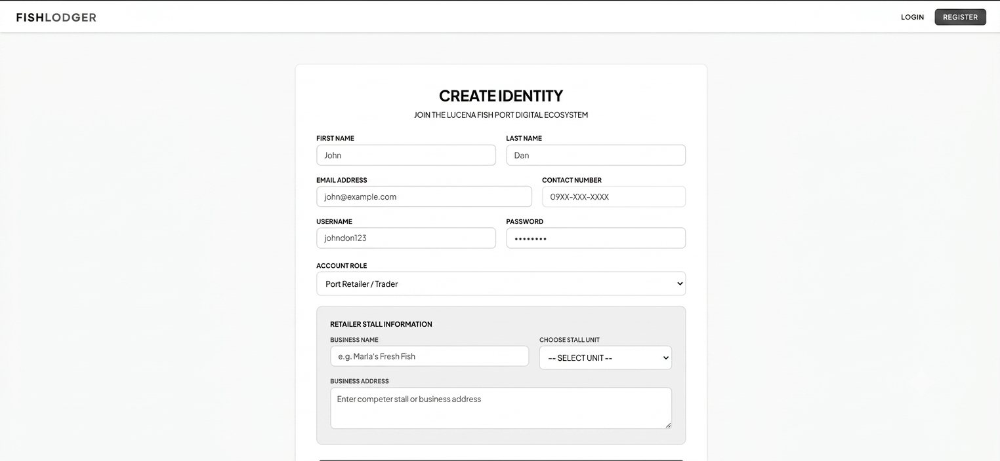 FISHLODGER
LOGIN
REGISTER
CREATE IDENTITY
JOIN THE LUCENA FISH PORT DIGITAL ECOSYSTEM
FIRST NAME
LAST NAME
John
Dan
EMAIL ADDRESS
CONTACT NUMBER
john@example.com
09XX-XXX-XXXX
USERNAME
PASSWORD
johndon123
••••••••
ACCOUNT ROLE
Port Retailer / Trader
RETAILER STALL INFORMATION
BUSINESS NAME
CHOOSE STALL UNIT
e.g. Marla's Fresh Fish
-- SELECT UNIT --
BUSINESS ADDRESS
Enter competer stall or business address